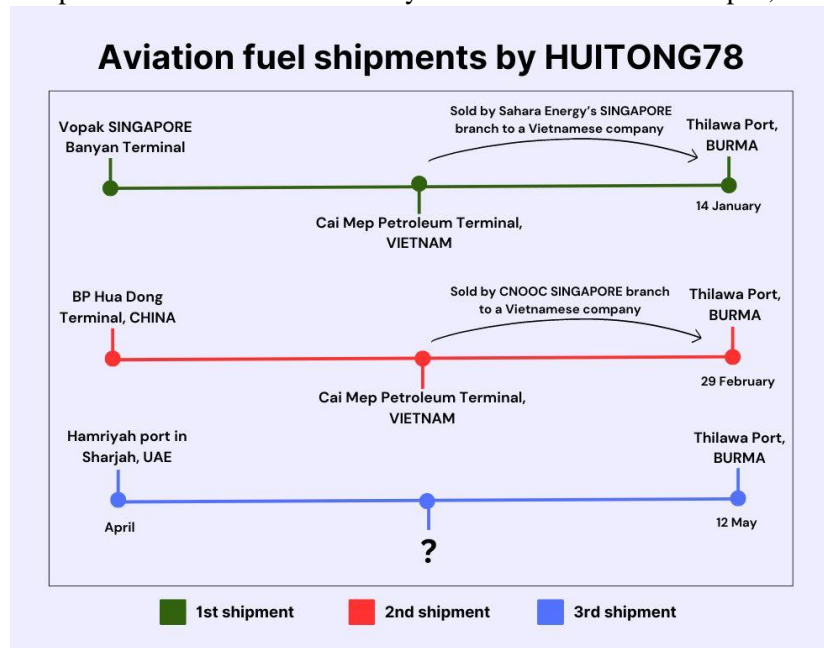 Aviation fuel shipments by HUITONG78
Sold by Sahara Energy's SINGAPORE
branch to a Vietnamese company
Vopak SINGAPORE
Banyan Terminal
Thilawa Port,
BURMA
14 January
Cai Mep Petroleum Terminal,
VIETNAM
Sold by CNOOC SINGAPORE branch
to a Vietnamese company
BP Hua Dong
Terminal, CHINA
Thilawa Port,
BURMA
29 February
Cai Mep Petroleum Terminal,
VIETNAM
Hamriyah port in
Sharjah, UAE
Thilawa Port,
BURMA
April
12 May
?
1st shipment
2nd shipment
3rd shipment